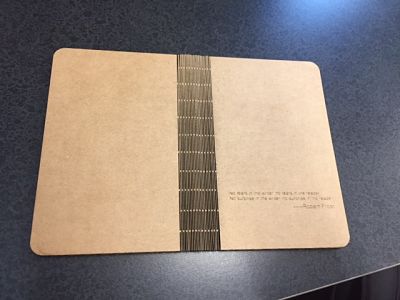 No tears in the writer, no tears in the reader.
No surprise in the writer, no surprise in the reader.
——Robert Frost